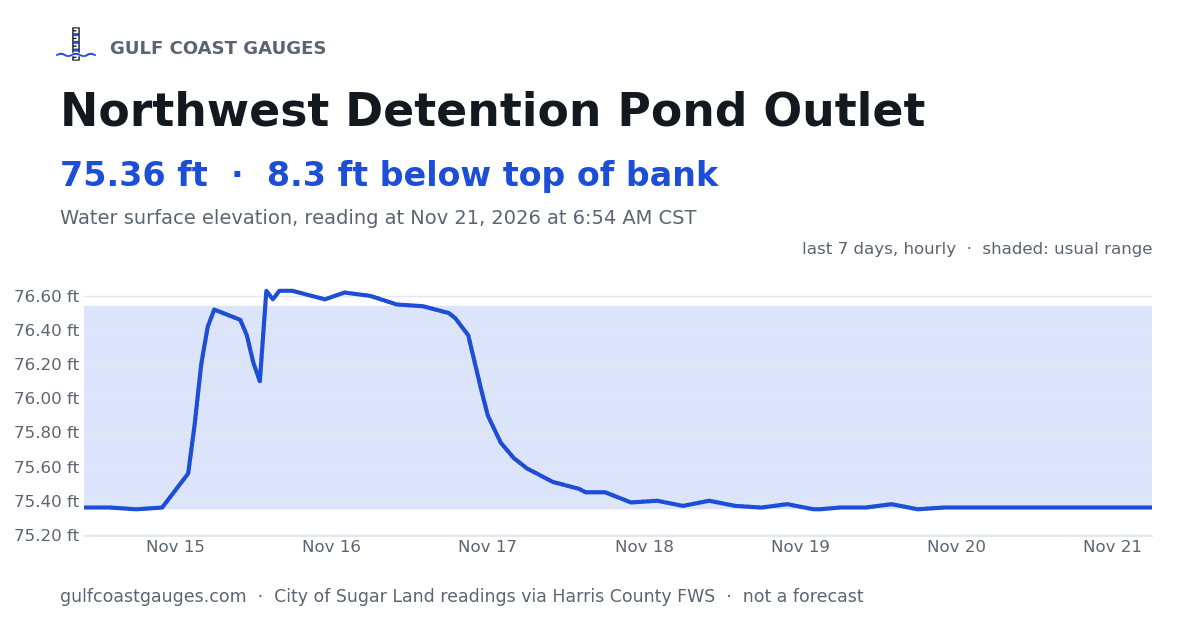 GULF COAST GAUGES
Northwest Detention Pond Outlet
75.36 ft · 8.3 ft below top of bank
Water surface elevation, reading at Nov 21, 2026 at 6:54 AM CST
last 7 days, hourly · shaded: usual range
76.60 ft
76.40 ft
76.20 ft
76.00 ft
75.80 ft
75.60 ft
75.40 ft
75.20 ft
Nov 15 Nov 16 Nov 17 Nov 18 Nov 19 Nov 20 Nov 21
gulfcoastgauges.com · City of Sugar Land readings via Harris County FWS · not a forecast